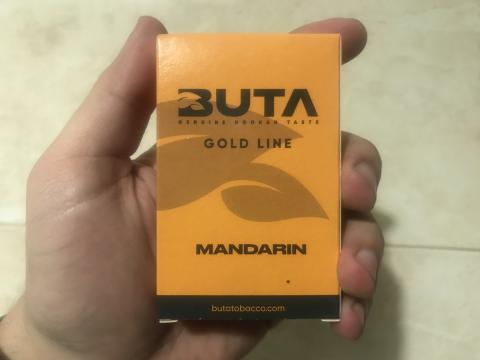 BUTA
GENUINE HOOKAH TASTE
GOLD LINE
MANDARIN
butatobacco.com